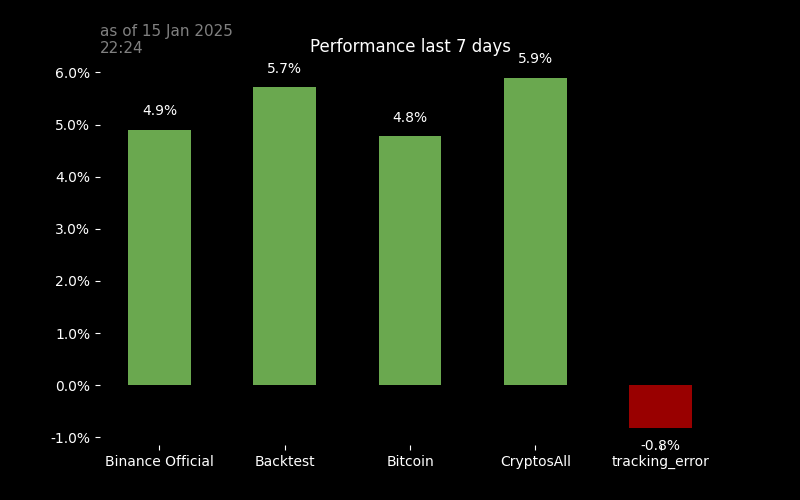 as of 15 Jan 2025
22:24
Performance last 7 days
6.0%
5.0%
4.0%
3.0%
2.0%
1.0%
0.0%
-1.0%
4.9%
5.7%
4.8%
5.9%
-0.8%
Binance Official
Backtest
Bitcoin
CryptosAll
tracking_error